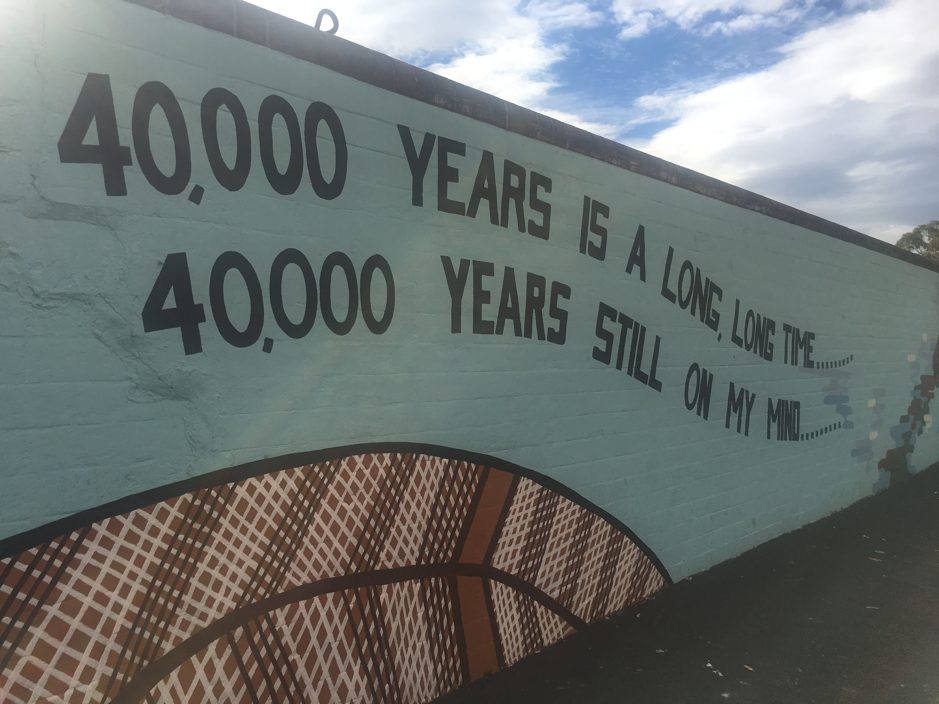 40,000 YEARS IS A LONG, LONG TIME........
40,000 YEARS STILL ON MY MIND.........